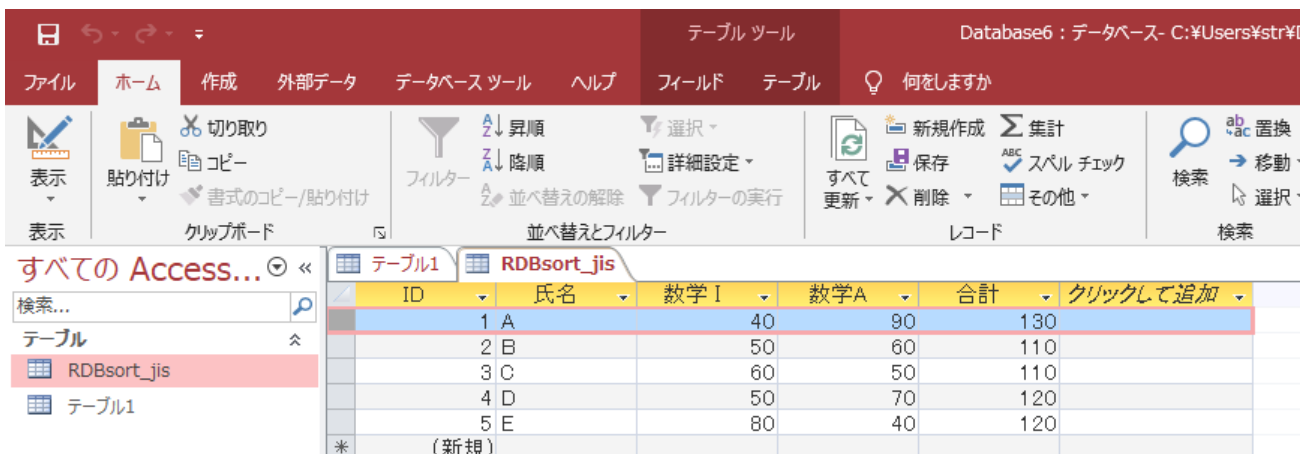 テーブル ツール Database6 : データベース- C:¥Users¥str¥
ファイル ホーム 作成 外部データ データベース ツール ヘルプ フィールド テーブル 何をしますか
表示
貼り付け
切り取り
コピー
書式のコピー/貼り付け
フィルター
昇順
降順
並べ替えの解除
選択
詳細設定
フィルターの実行
すべて
更新
新規作成
保存
削除
集計
スペル チェック
その他
検索
置換
移動
選択
表示 クリップボード 並べ替えとフィルター レコード 検索
すべての Access...
検索...
テーブル
RDBsort_jis
テーブル1
テーブル1 RDBsort_jis
ID 氏名 数学Ⅰ 数学A 合計 クリックして追加
1 A 40 90 130
2 B 50 60 110
3 C 60 50 110
4 D 50 70 120
5 E 80 40 120
* (新規)